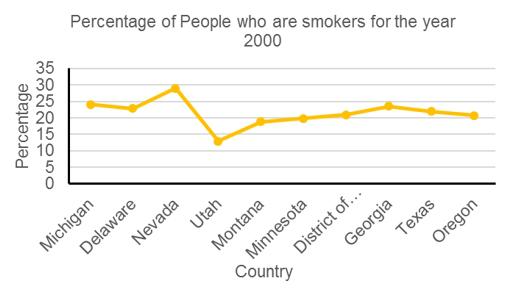 Percentage of People who are smokers for the year
2000
Percentage
35
30
25
20
15
10
5
0
Michigan
Delaware
Nevada
Utah
Montana
Minnesota
District of...
Georgia
Texas
Oregon
Country